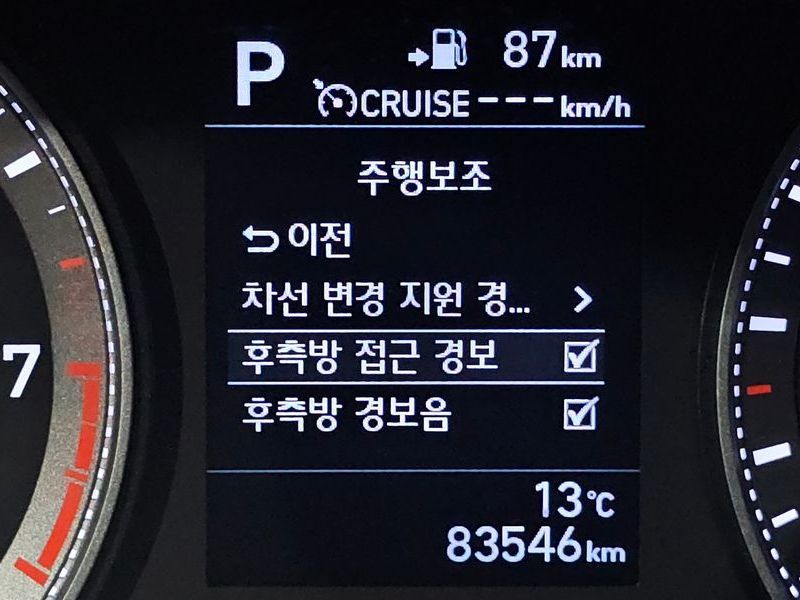 P
87km
CRUISE---km/h
주행보조
이전
차선 변경 지원 경...
후측방 접근 경보
후측방 경보음
7
13℃
83546km